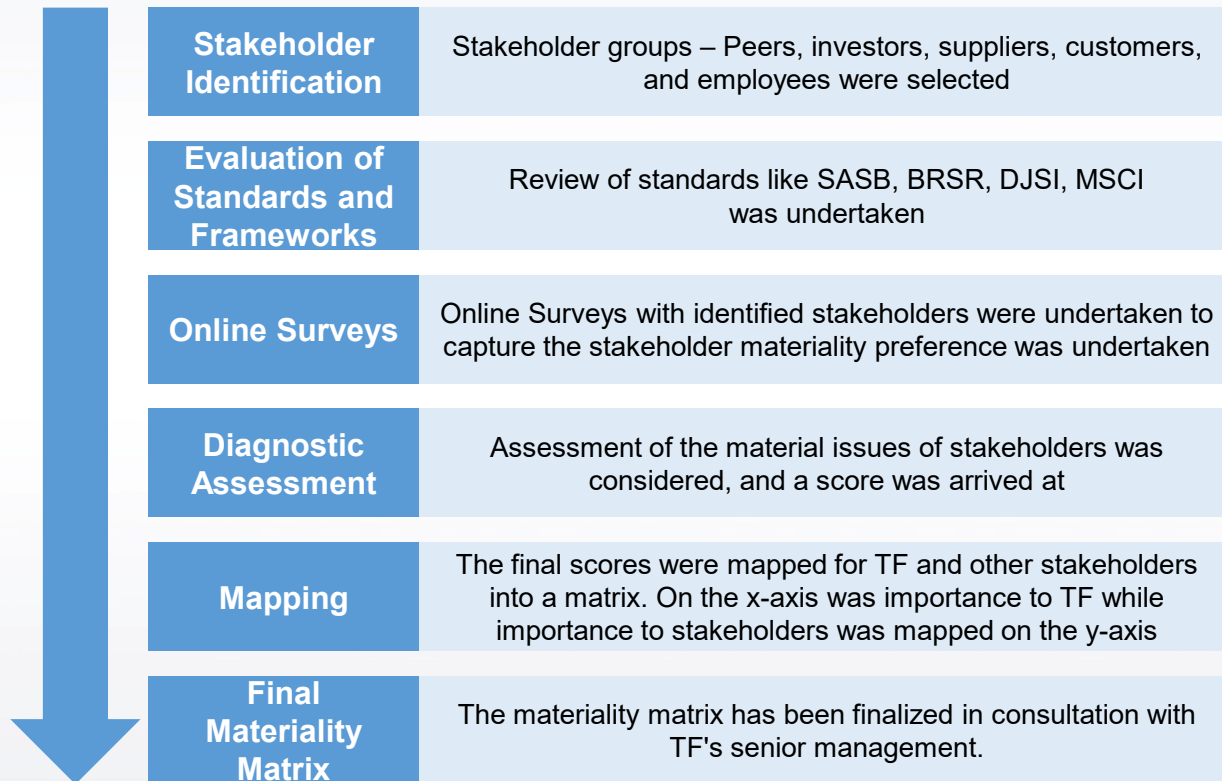 Stakeholder
Identification
Stakeholder groups – Peers, investors, suppliers, customers,
and employees were selected
Evaluation of
Standards and
Frameworks
Review of standards like SASB, BRSR, DJSI, MSCI
was undertaken
Online Surveys
Online Surveys with identified stakeholders were undertaken to
capture the stakeholder materiality preference was undertaken
Diagnostic
Assessment
Assessment of the material issues of stakeholders was
considered, and a score was arrived at
Mapping
The final scores were mapped for TF and other stakeholders
into a matrix. On the x-axis was importance to TF while
importance to stakeholders was mapped on the y-axis
Final
Materiality
Matrix
The materiality matrix has been finalized in consultation with
TF's senior management.